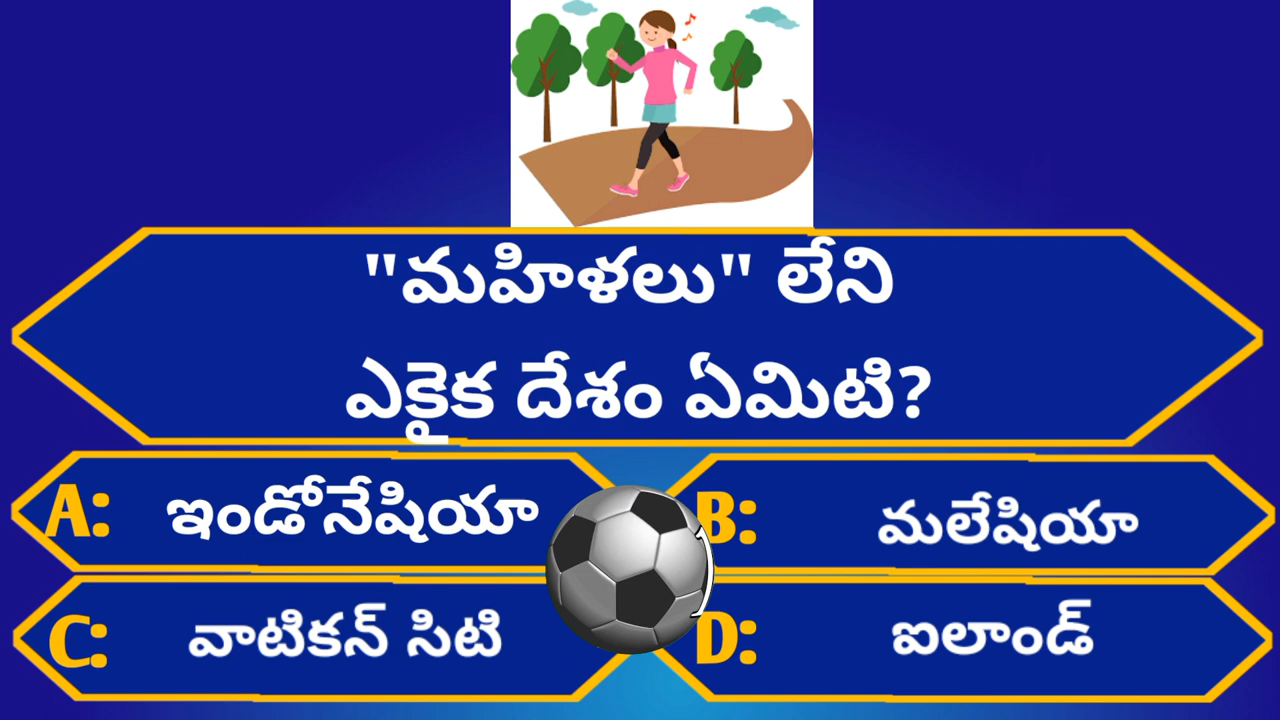 "మహిళలు" లేని
ఎకైక దేశం ఏమిటి?
A: ఇండోనేషియా
B: మలేషియా
C: వాటికన్ సిటి
D: ఐలాండ్